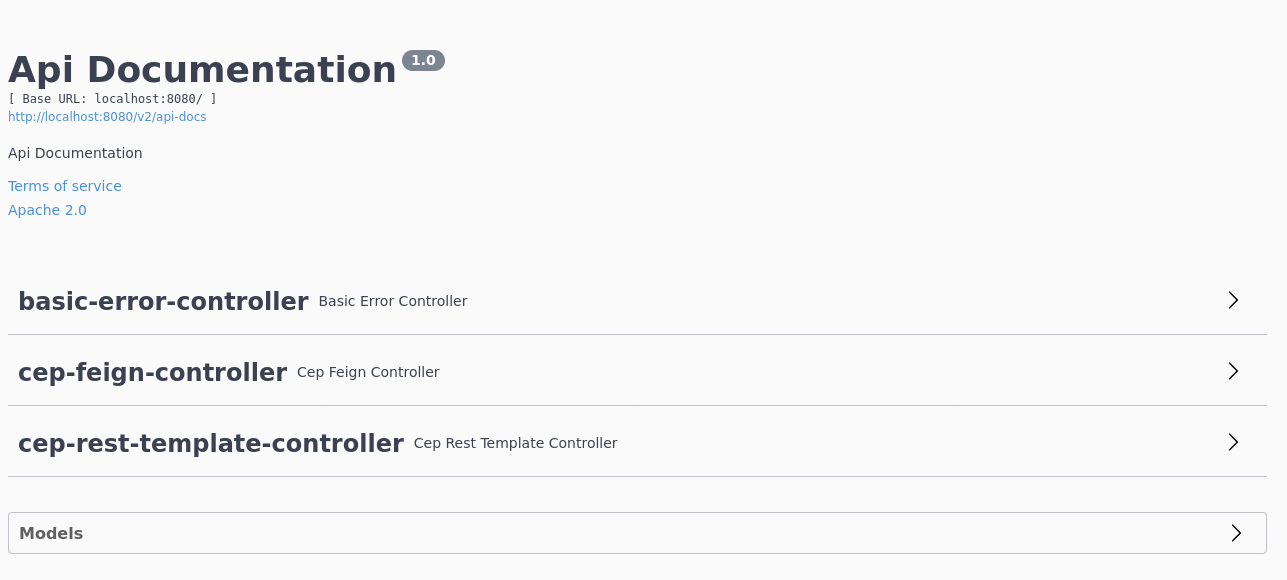 Api Documentation 1.0
[ Base URL: localhost:8080/ ]
http://localhost:8080/v2/api-docs
Api Documentation
Terms of service
Apache 2.0
basic-error-controller Basic Error Controller
cep-feign-controller Cep Feign Controller
cep-rest-template-controller Cep Rest Template Controller
Models